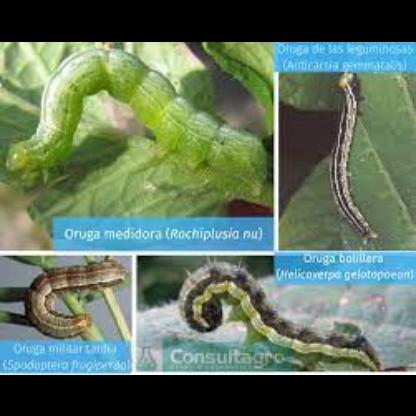 Oruga de las leguminosas
(Anticarsia gemmatalis)
Oruga medidora (Rachiplusia nu)
Oruga bolillera
(Helicoverpa gelotopoeon)
Oruga militar tardía
(Spodoptera frugiperda)
Consultagro